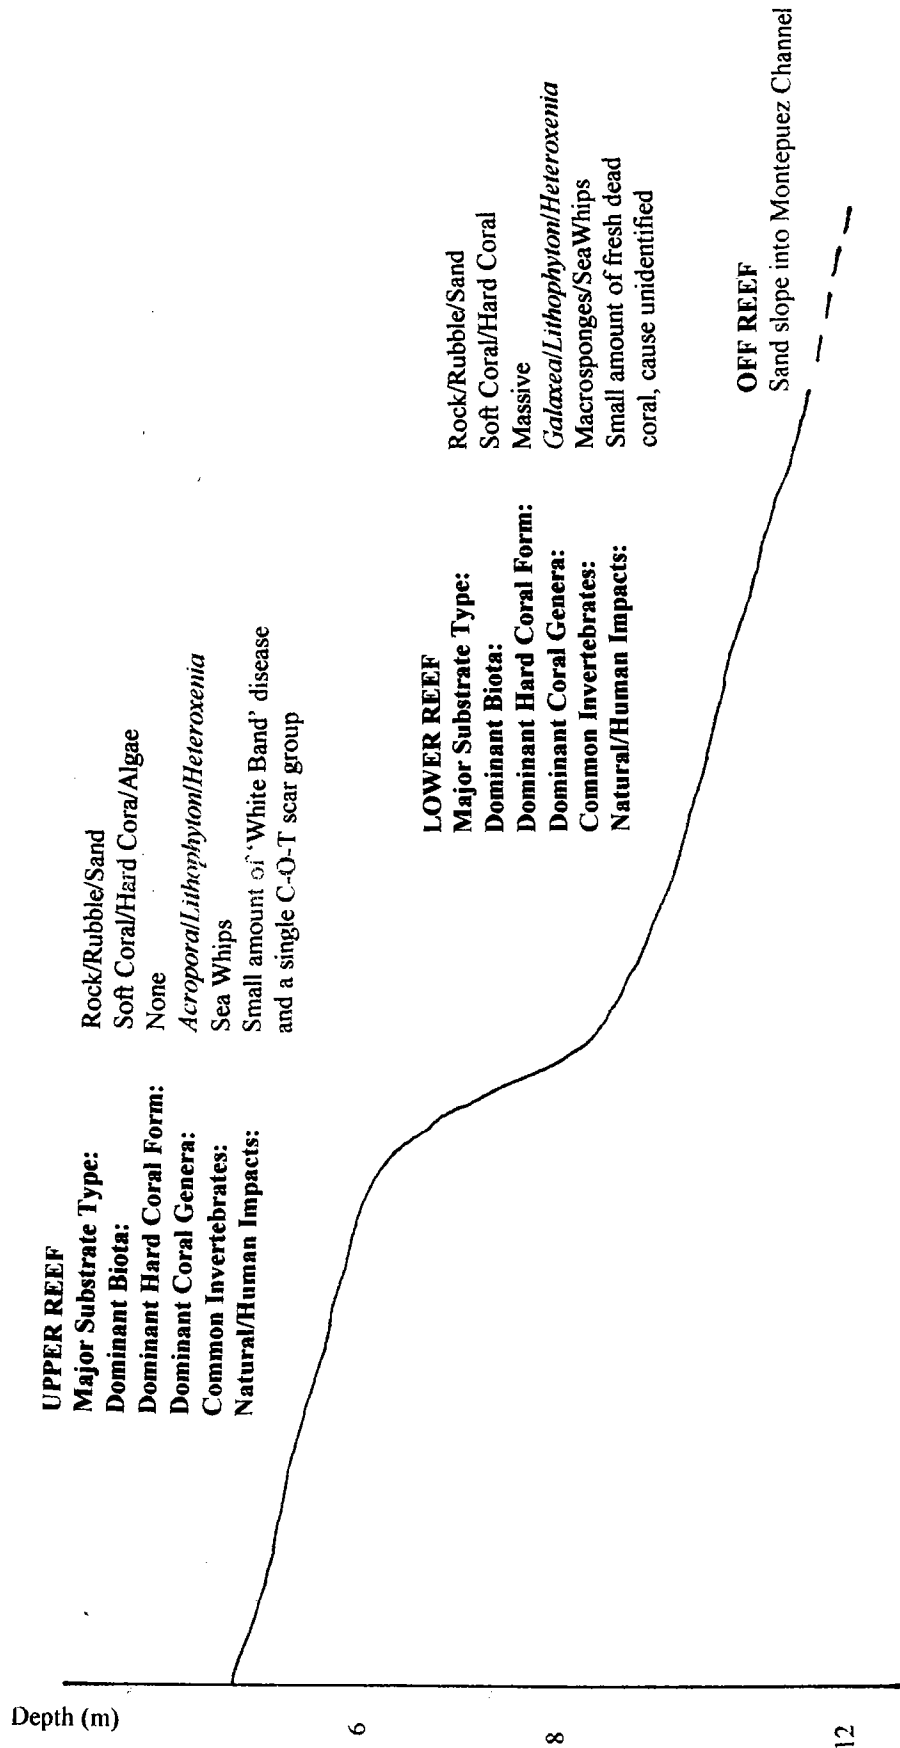 Depth (m)
6
8
12
UPPER REEF
Major Substrate Type: Rock/Rubble/Sand
Dominant Biota: Soft Coral/Hard Cora/Algae
Dominant Hard Coral Form: None
Dominant Coral Genera: Acropora/Lithophyton/Heteroxenia
Common Invertebrates: Sea Whips
Natural/Human Impacts: Small amount of 'White Band' disease
and a single C-O-T scar group
LOWER REEF
Major Substrate Type: Rock/Rubble/Sand
Dominant Biota: Soft Coral/Hard Coral
Dominant Hard Coral Form: Massive
Dominant Coral Genera: Galaxea/Lithophyton/Heteroxenia
Common Invertebrates: Macrosponges/SeaWhips
Natural/Human Impacts: Small amount of fresh dead
coral, cause unidentified
OFF REEF
Sand slope into Montepuez Channel